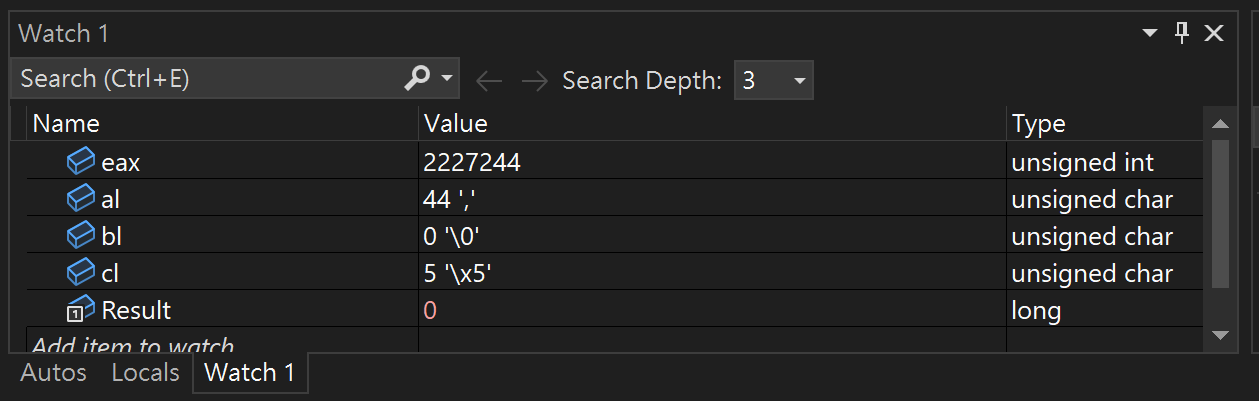 Watch 1
Search (Ctrl+E) Search Depth: 3
Name Value Type
eax 2227244 unsigned int
al 44 ',' unsigned char
bl 0 '\0' unsigned char
cl 5 '\x5' unsigned char
1 Result 0 long
Add item to watch
Autos Locals Watch 1